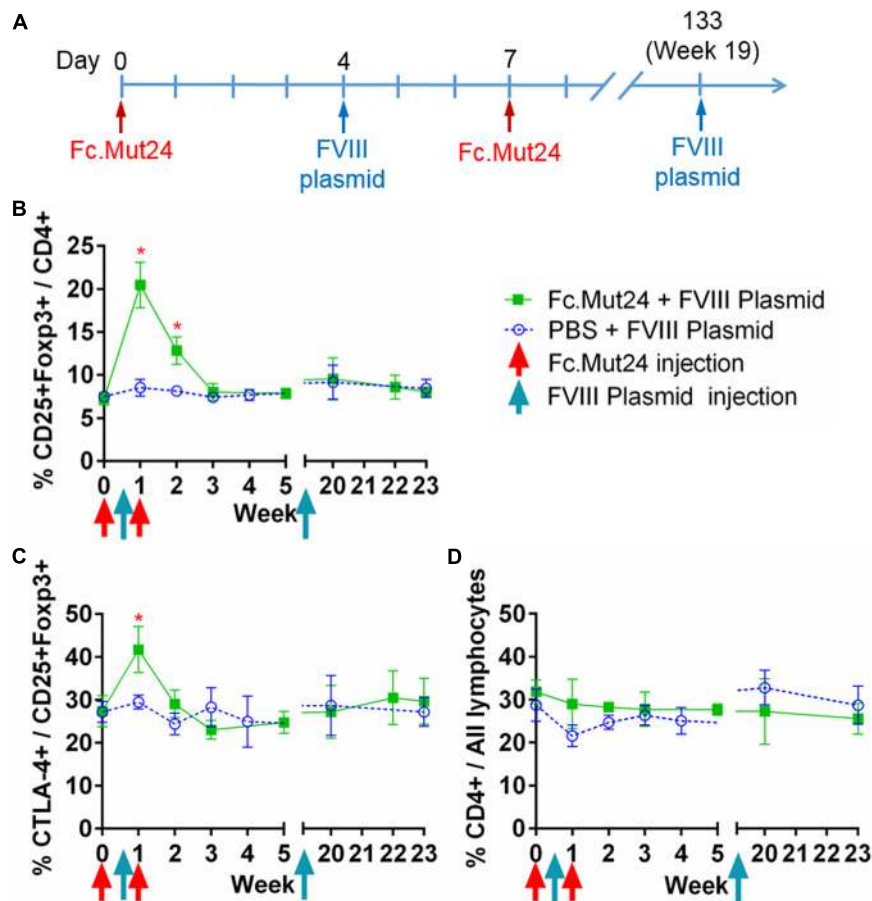 A
Day 0 4 7 133
(Week 19)
Fc.Mut24 FVIII plasmid Fc.Mut24 FVIII plasmid
B
% CD25+Foxp3+ / CD4+
25
20
15
10
5
0
*
*
0 1 2 3 4 5 20 21 22 23
Week
Fc.Mut24 + FVIII Plasmid
PBS + FVIII Plasmid
Fc.Mut24 injection
FVIII Plasmid injection
C
% CTLA-4+ / CD25+Foxp3+
50
40
30
20
10
0
*
0 1 2 3 4 5 20 21 22 23
Week
D
% CD4+ / All lymphocytes
50
40
30
20
10
0
0 1 2 3 4 5 20 21 22 23
Week